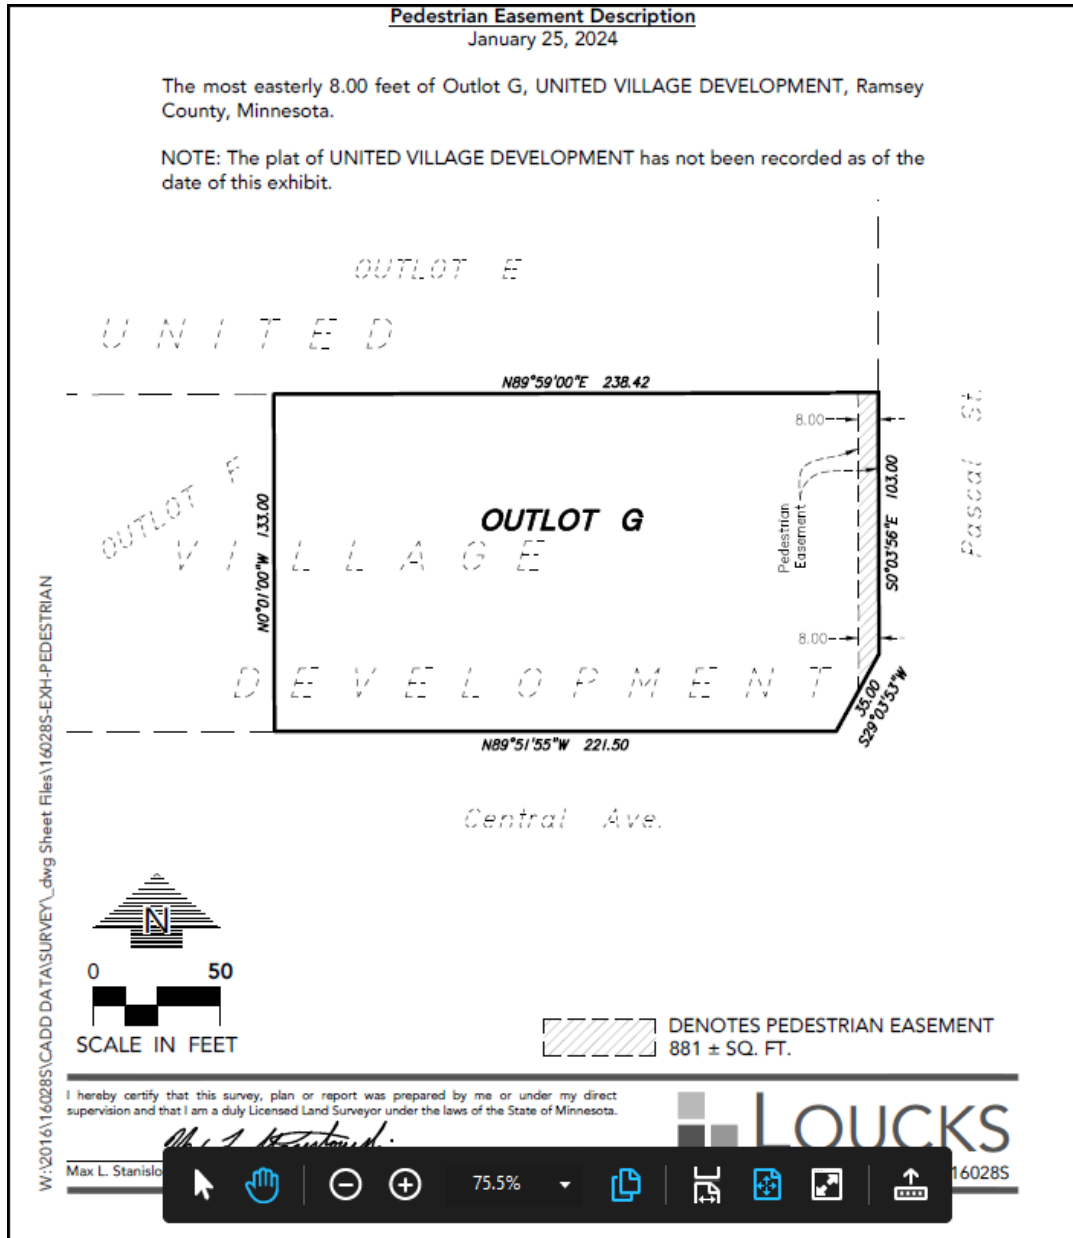 Pedestrian Easement Description
January 25, 2024
The most easterly 8.00 feet of Outlot G, UNITED VILLAGE DEVELOPMENT, Ramsey
County, Minnesota.
NOTE: The plat of UNITED VILLAGE DEVELOPMENT has not been recorded as of the
date of this exhibit.
OUTLOT E
UNITED
N89°59'00"E 238.42
8.00
Pascal St.
OUTLOT F
N0°01'00"W 133.00
OUTLOT G
Pedestrian
Easement
S0°03'56"E 103.00
VILLAGE
8.00
DEVELOPMENT
35.00
S29°03'53"W
N89°51'55"W 221.50
Central Ave.
W:\2016\16028S\CADD DATA\SURVEY\_dwg Sheet Files\16028S-EXH-PEDESTRIAN
N
0 50
SCALE IN FEET
DENOTES PEDESTRIAN EASEMENT
881 ± SQ. FT.
I hereby certify that this survey, plan or report was prepared by me or under my direct
supervision and that I am a duly Licensed Land Surveyor under the laws of the State of Minnesota.
LOUCKS
Max L. Stanislo
16028S
75.5%